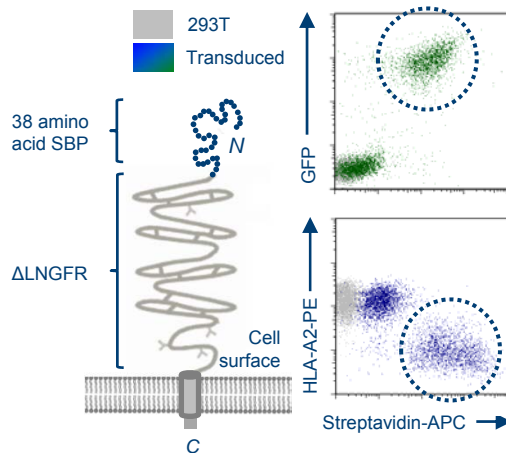 293T
Transduced
38 amino
acid SBP
N
ΔLNGFR
Cell
surface
C
GFP
HLA-A2-PE
Streptavidin-APC